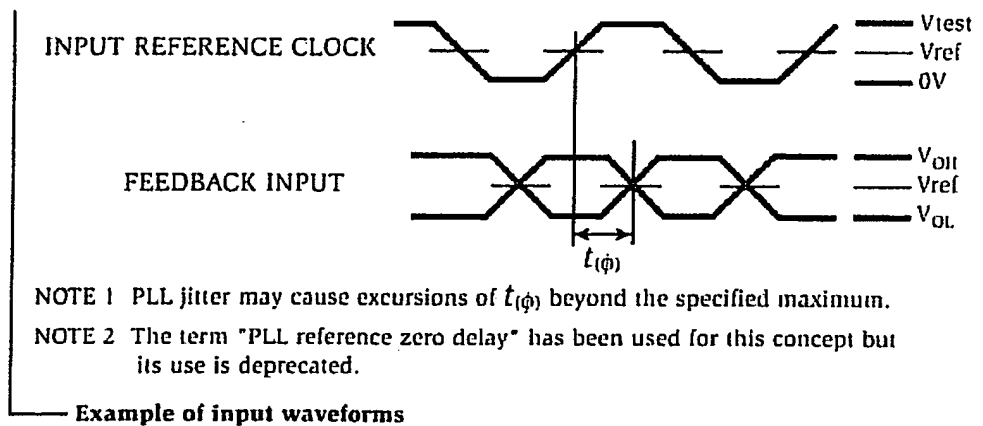 INPUT REFERENCE CLOCK
Vtest
Vref
0V
FEEDBACK INPUT
VOH
Vref
VOL
t(φ)
NOTE 1 PLL jitter may cause excursions of t(φ) beyond the specified maximum.
NOTE 2 The term "PLL reference zero delay" has been used for this concept but
its use is deprecated.
Example of input waveforms